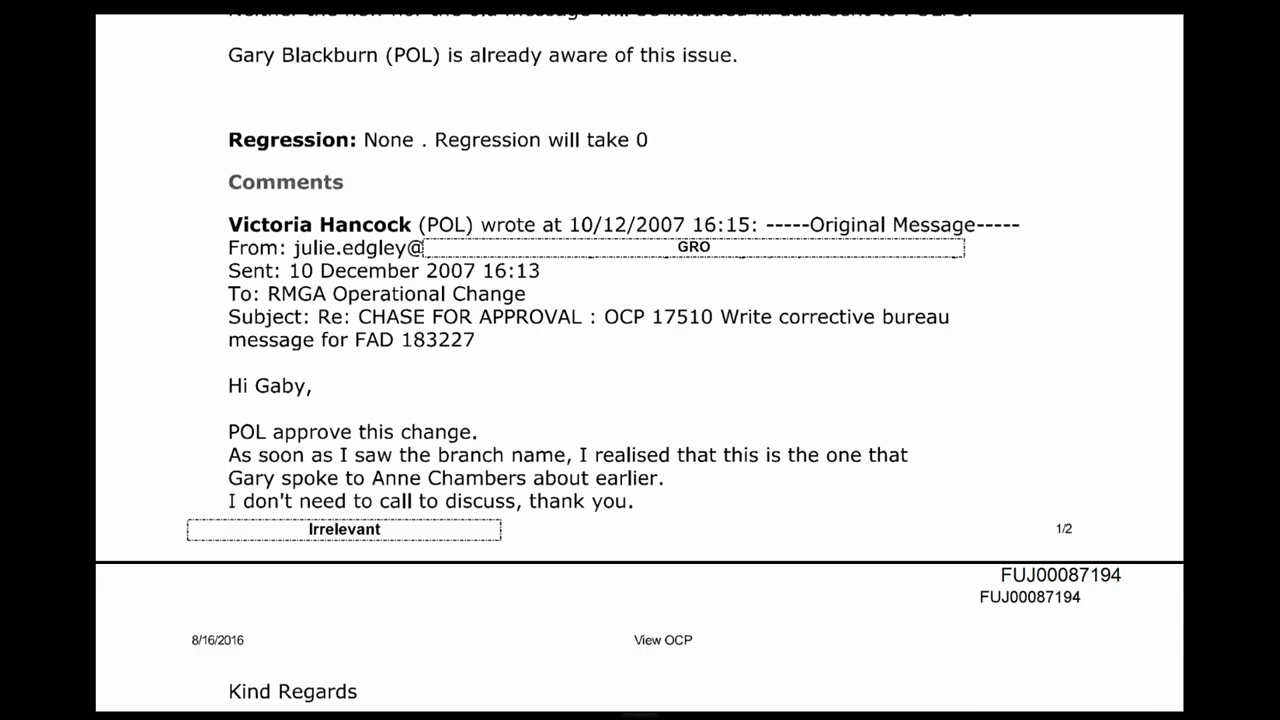 Gary Blackburn (POL) is already aware of this issue.
Regression: None . Regression will take 0
Comments
Victoria Hancock (POL) wrote at 10/12/2007 16:15: -----Original Message-----
From: julie.edgley@ GRO
Sent: 10 December 2007 16:13
To: RMGA Operational Change
Subject: Re: CHASE FOR APPROVAL : OCP 17510 Write corrective bureau
message for FAD 183227
Hi Gaby,
POL approve this change.
As soon as I saw the branch name, I realised that this is the one that
Gary spoke to Anne Chambers about earlier.
I don't need to call to discuss, thank you.
Irrelevant 1/2
FUJ00087194
FUJ00087194
8/16/2016 View OCP
Kind Regards